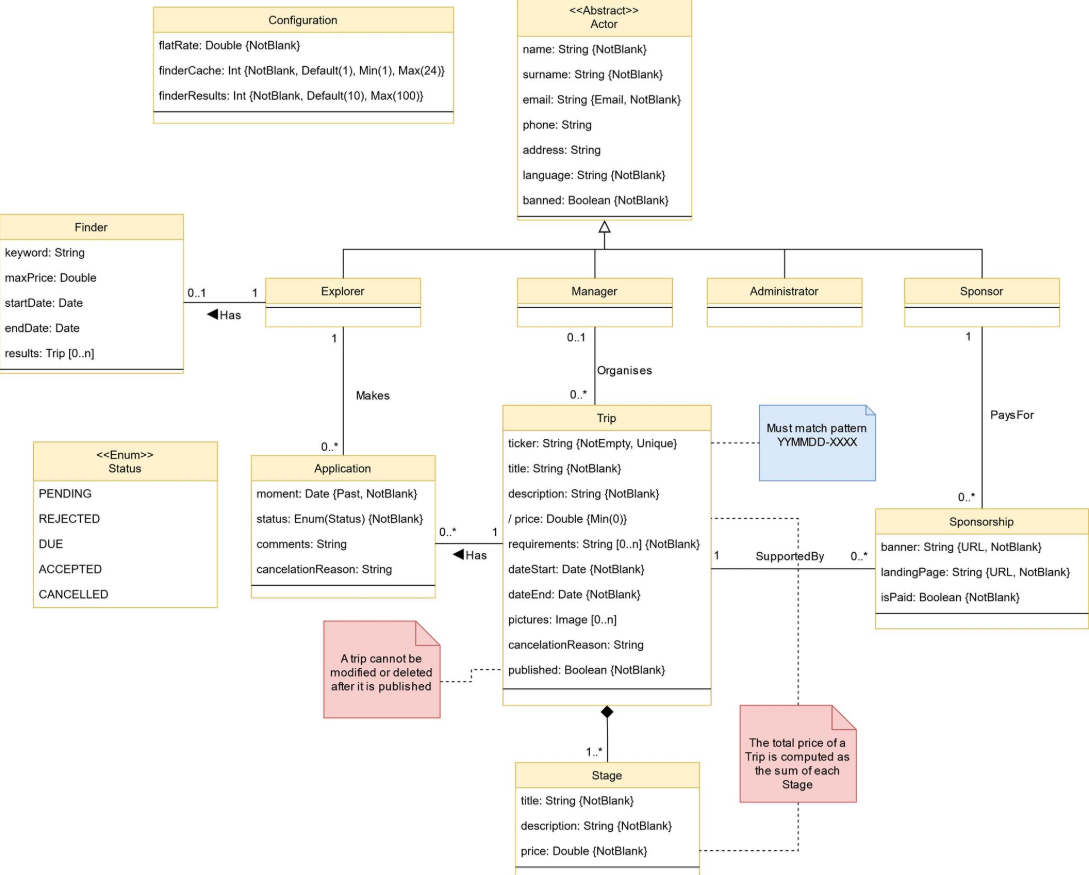 Configuration
flatRate: Double {NotBlank}
finderCache: Int {NotBlank, Default(1), Min(1), Max(24)}
finderResults: Int {NotBlank, Default(10), Max(100)}
<<Abstract>>
Actor
name: String {NotBlank}
surname: String {NotBlank}
email: String {Email, NotBlank}
phone: String
address: String
language: String {NotBlank}
banned: Boolean {NotBlank}
Finder
keyword: String
maxPrice: Double
startDate: Date
endDate: Date
results: Trip [0..n]
0..1
1
Has
Explorer
Manager
Administrator
Sponsor
1
Makes
0..*
0..1
Organises
0..*
1
PaysFor
0..*
<<Enum>>
Status
PENDING
REJECTED
DUE
ACCEPTED
CANCELLED
Application
moment: Date {Past, NotBlank}
status: Enum(Status) {NotBlank}
comments: String
cancelationReason: String
0..*
1
Has
Trip
ticker: String {NotEmpty, Unique}
title: String {NotBlank}
description: String {NotBlank}
/ price: Double {Min(0)}
requirements: String [0..n] {NotBlank}
dateStart: Date {NotBlank}
dateEnd: Date {NotBlank}
pictures: Image [0..n]
cancelationReason: String
published: Boolean {NotBlank}
Must match pattern
YYMMDD-XXXX
1
SupportedBy
0..*
Sponsorship
banner: String {URL, NotBlank}
landingPage: String {URL, NotBlank}
isPaid: Boolean {NotBlank}
A trip cannot be
modified or deleted
after it is published
The total price of a
Trip is computed as
the sum of each
Stage
1..*
Stage
title: String {NotBlank}
description: String {NotBlank}
price: Double {NotBlank}